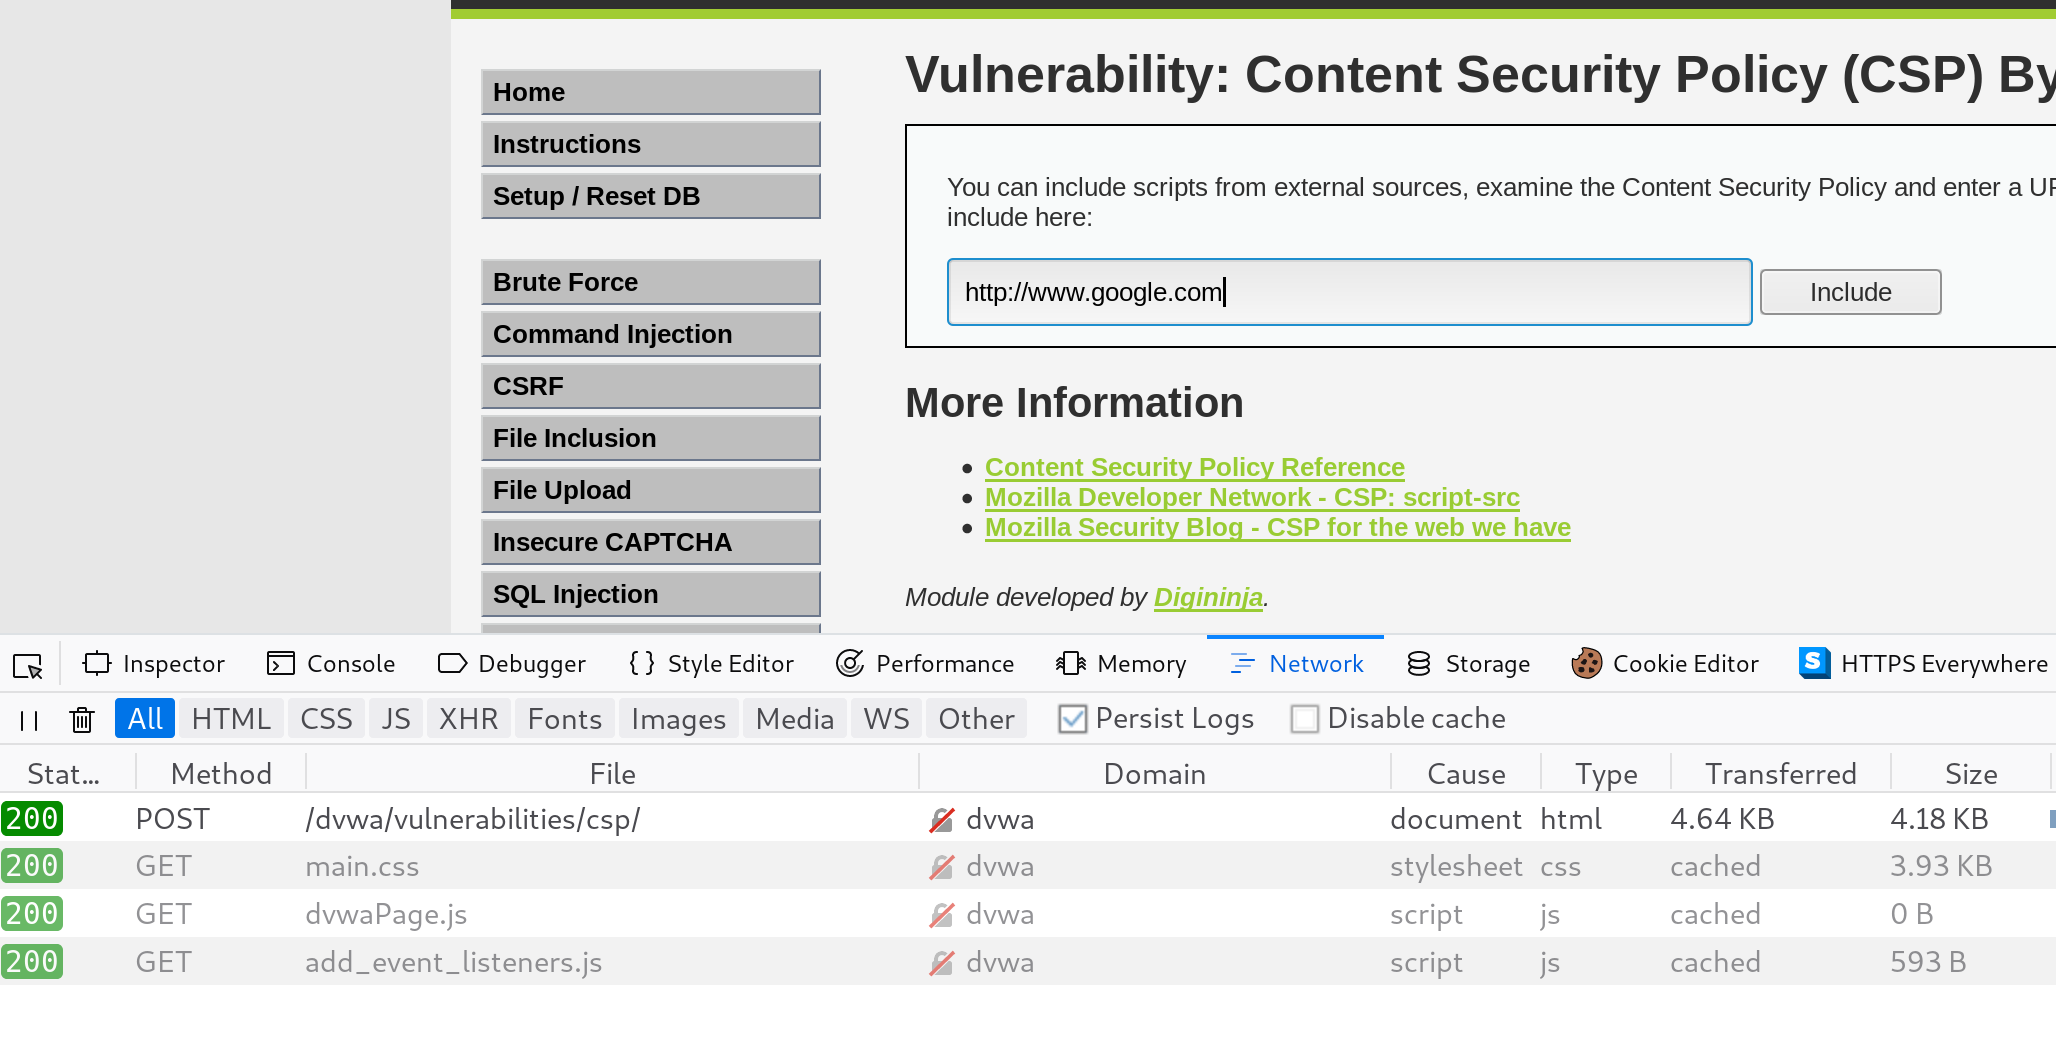 Vulnerability: Content Security Policy (CSP) By
Home
Instructions
Setup / Reset DB
Brute Force
Command Injection
CSRF
File Inclusion
File Upload
Insecure CAPTCHA
SQL Injection
You can include scripts from external sources, examine the Content Security Policy and enter a UR
include here:
http://www.google.com Include
More Information
Content Security Policy Reference
Mozilla Developer Network - CSP: script-src
Mozilla Security Blog - CSP for the web we have
Module developed by Digininja.
Inspector Console Debugger { } Style Editor Performance Memory Network Storage Cookie Editor S HTTPS Everywhere
All HTML CSS JS XHR Fonts Images Media WS Other Persist Logs Disable cache
Stat... Method File Domain Cause Type Transferred Size
200 POST /dvwa/vulnerabilities/csp/ dvwa document html 4.64 KB 4.18 KB
200 GET main.css dvwa stylesheet css cached 3.93 KB
200 GET dvwaPage.js dvwa script js cached 0 B
200 GET add_event_listeners.js dvwa script js cached 593 B